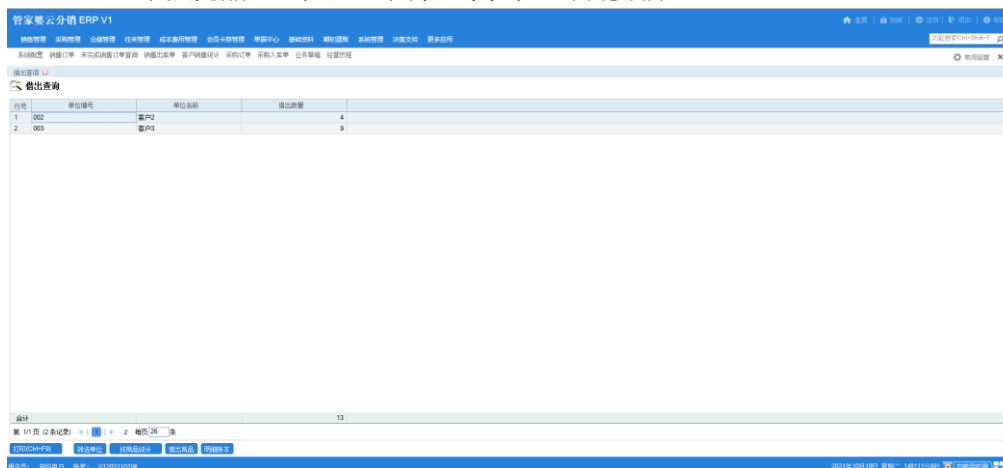 管家婆云分销 ERP V1
主页
销售管理 采购管理 仓储管理 往来管理 成本费用管理 会员卡券管理 单据中心 基础资料 期初建账 系统管理 决策支持 更多应用
系统配置 销售订单 未完成销售订单查询 销售出库单 客户销售统计 采购订单 采购入库单 业务草稿 经营历程
常用设置
借出查询
借出查询
行号 单位编号 单位名称 借出数量
1 002 客户2 4
2 003 客户3 9
合计 13
第 1/1 页 (2 条记录) 1 2 每页 26 条
打印(Ctrl+F9) 筛选单位 按商品统计 借出商品 明细账本